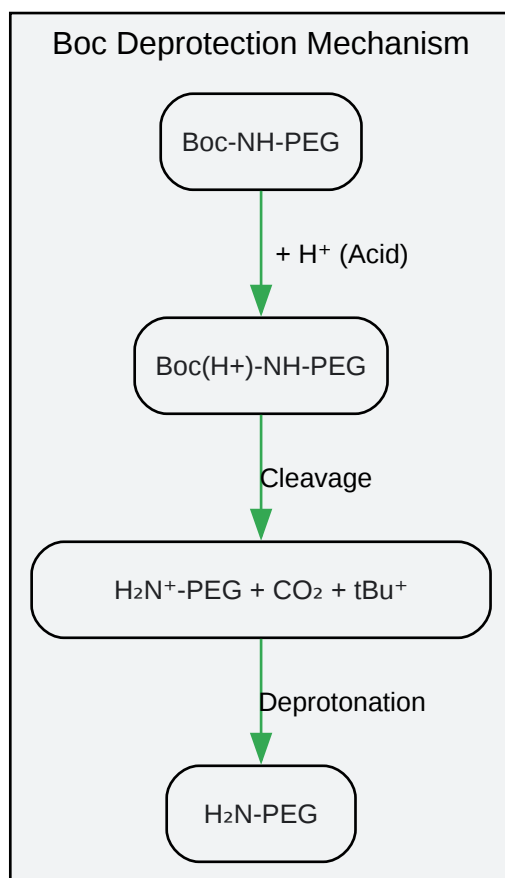 Boc Deprotection Mechanism
Boc-NH-PEG
+ H⁺ (Acid)
Boc(H+)-NH-PEG
Cleavage
H₂N⁺-PEG + CO₂ + tBu⁺
Deprotonation
H₂N-PEG